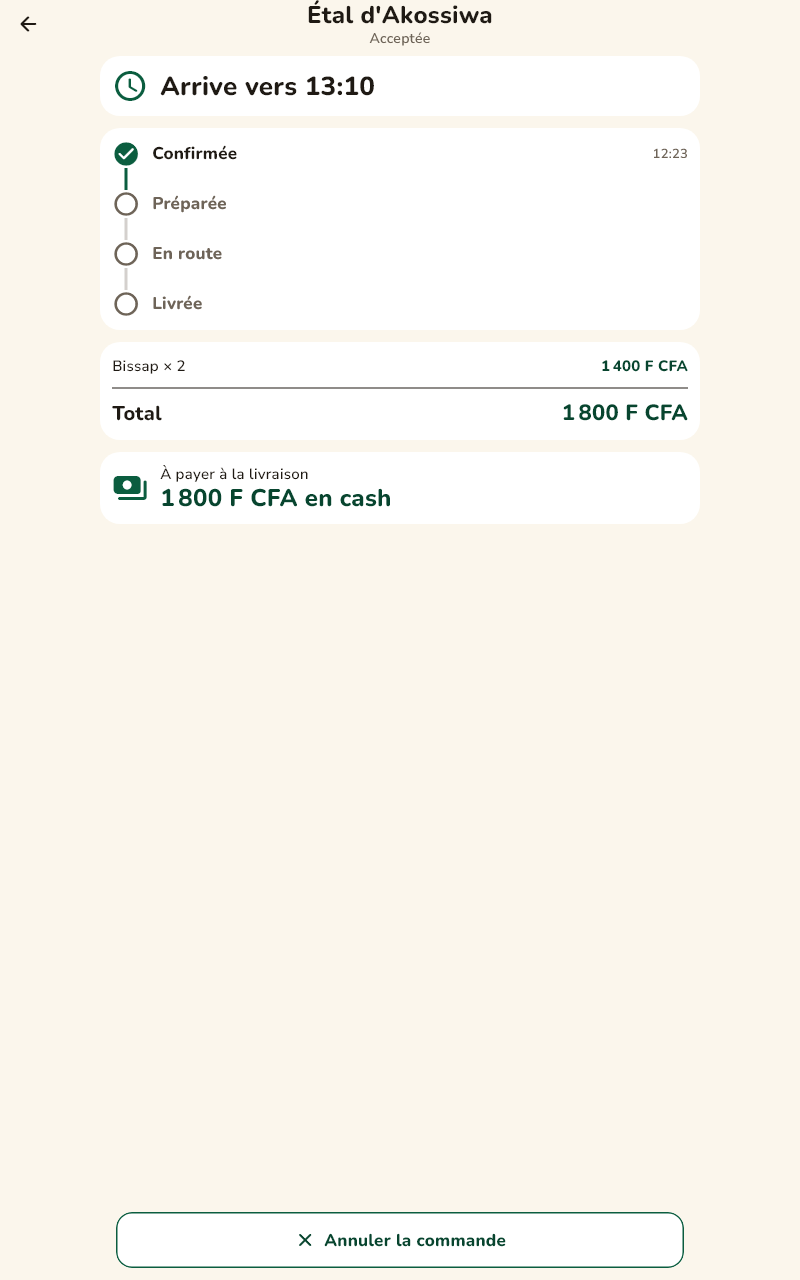 Étal d'Akossiwa
Acceptée
Arrive vers 13:10
Confirmée 12:23
Préparée
En route
Livrée
Bissap × 2 1 400 F CFA
Total 1 800 F CFA
À payer à la livraison
1 800 F CFA en cash
Annuler la commande